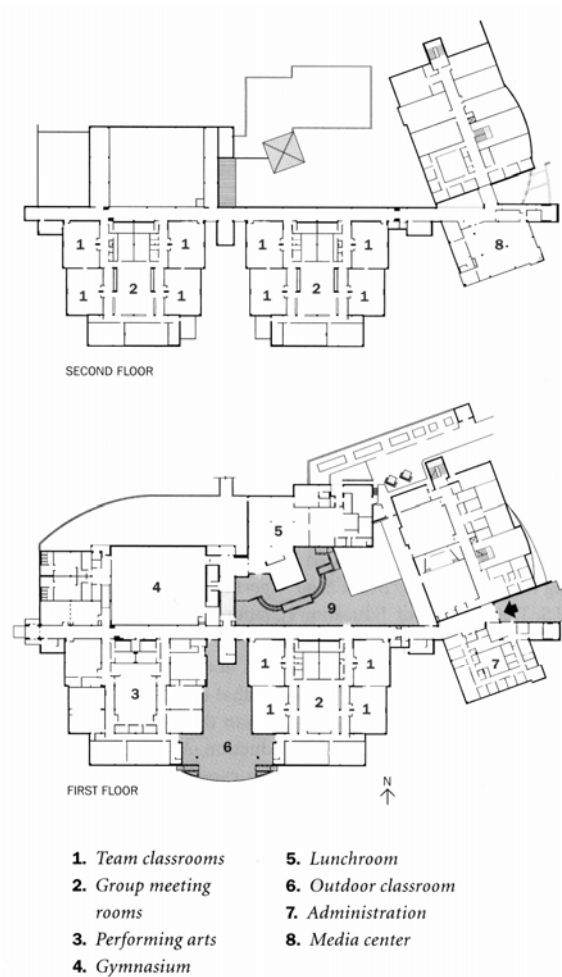 1 1 1 1 8.
1 2 1 1 2 1
SECOND FLOOR
5
4
9
1 1 7
3 1 2 1
6
FIRST FLOOR
N
1. Team classrooms
2. Group meeting
rooms
3. Performing arts
4. Gymnasium
5. Lunchroom
6. Outdoor classroom
7. Administration
8. Media center